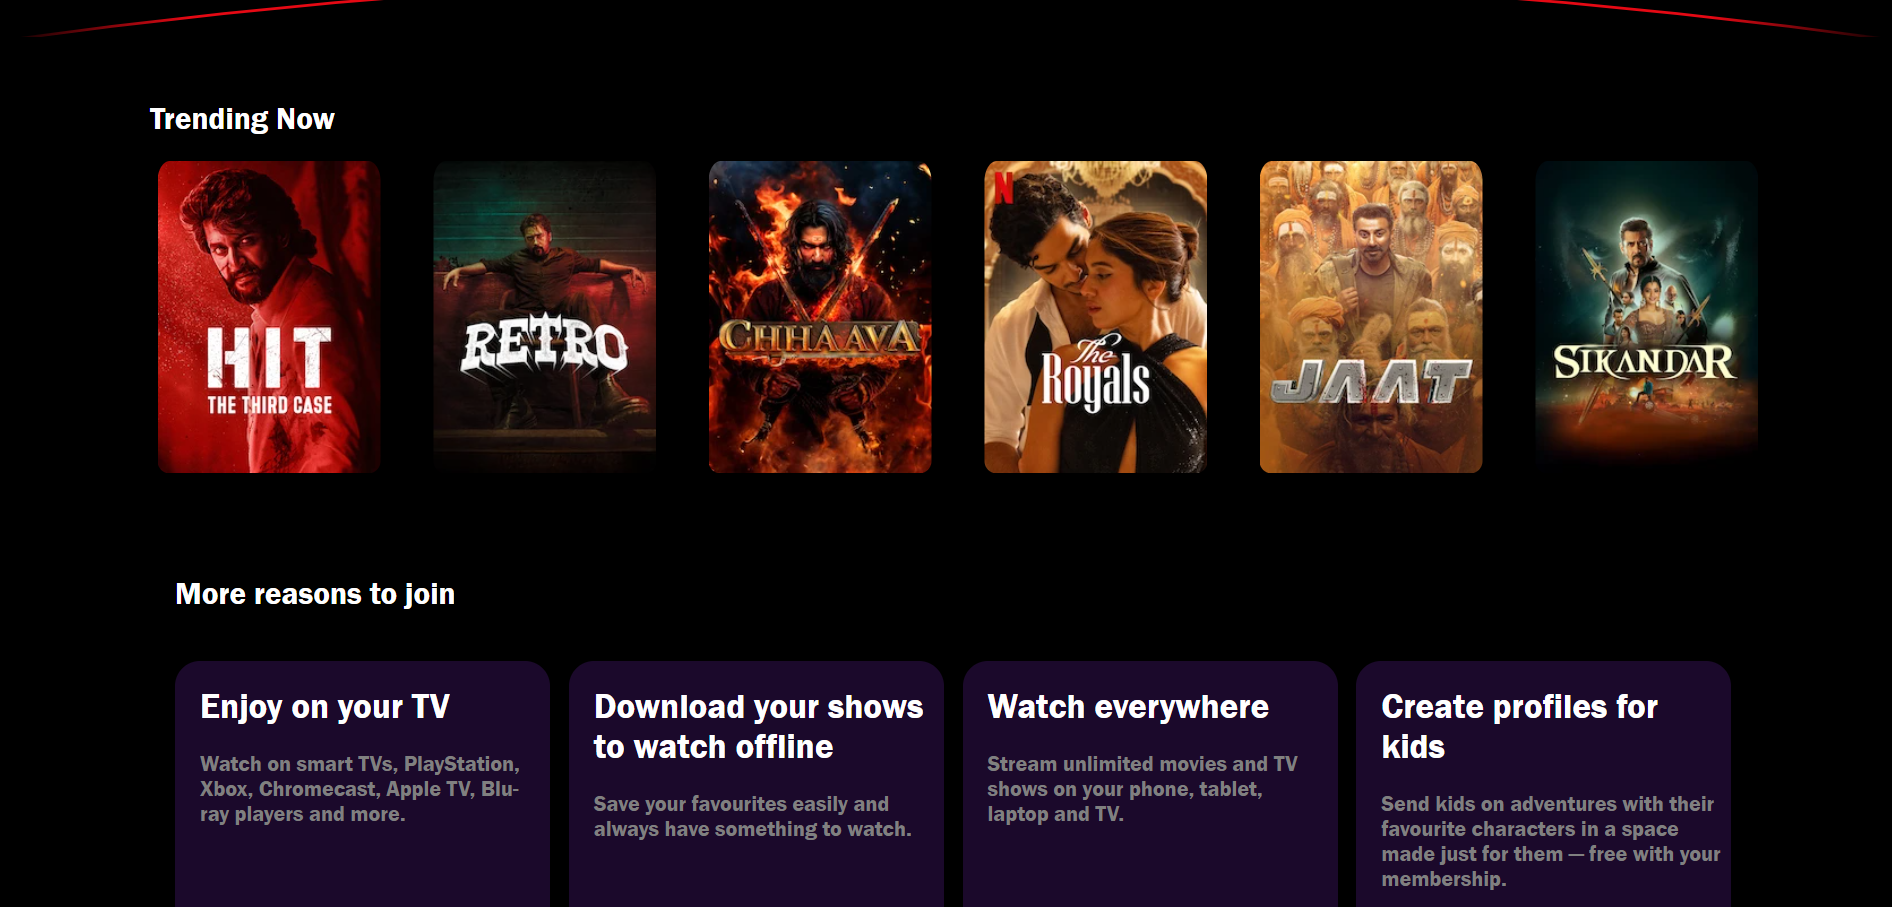 Trending Now
HIT
THE THIRD CASE
RETRO
CHHAAVA
N
The
Royals
JAAT
SIKANDAR
More reasons to join
Enjoy on your TV
Watch on smart TVs, PlayStation,
Xbox, Chromecast, Apple TV, Blu-
ray players and more.
Download your shows
to watch offline
Save your favourites easily and
always have something to watch.
Watch everywhere
Stream unlimited movies and TV
shows on your phone, tablet,
laptop and TV.
Create profiles for
kids
Send kids on adventures with their
favourite characters in a space
made just for them — free with your
membership.